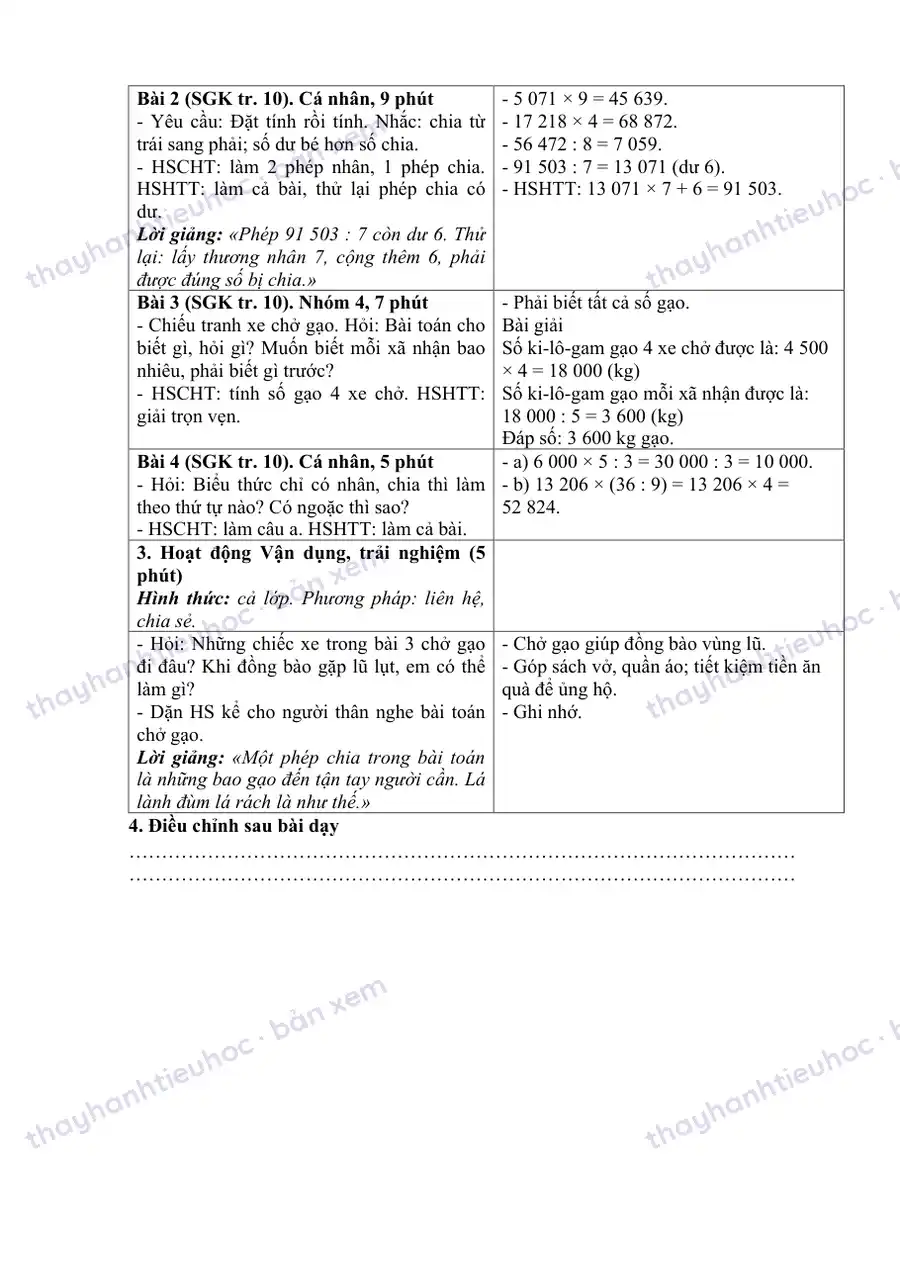 Bài 2 (SGK tr. 10). Cá nhân, 9 phút
- Yêu cầu: Đặt tính rồi tính. Nhắc: chia từ
trái sang phải; số dư bé hơn số chia.
- HSCHT: làm 2 phép nhân, 1 phép chia.
HSHTT: làm cả bài, thử lại phép chia có
dư.
Lời giảng: «Phép 91 503 : 7 còn dư 6. Thử
lại: lấy thương nhân 7, cộng thêm 6, phải
được đúng số bị chia.»
- 5 071 × 9 = 45 639.
- 17 218 × 4 = 68 872.
- 56 472 : 8 = 7 059.
- 91 503 : 7 = 13 071 (dư 6).
- HSHTT: 13 071 × 7 + 6 = 91 503.
Bài 3 (SGK tr. 10). Nhóm 4, 7 phút
- Chiếu tranh xe chở gạo. Hỏi: Bài toán cho
biết gì, hỏi gì? Muốn biết mỗi xã nhận bao
nhiêu, phải biết gì trước?
- HSCHT: tính số gạo 4 xe chở. HSHTT:
giải trọn vẹn.
- Phải biết tất cả số gạo.
Bài giải
Số ki-lô-gam gạo 4 xe chở được là: 4 500
× 4 = 18 000 (kg)
Số ki-lô-gam gạo mỗi xã nhận được là:
18 000 : 5 = 3 600 (kg)
Đáp số: 3 600 kg gạo.
Bài 4 (SGK tr. 10). Cá nhân, 5 phút
- Hỏi: Biểu thức chỉ có nhân, chia thì làm
theo thứ tự nào? Có ngoặc thì sao?
- HSCHT: làm câu a. HSHTT: làm cả bài.
- a) 6 000 × 5 : 3 = 30 000 : 3 = 10 000.
- b) 13 206 × (36 : 9) = 13 206 × 4 =
52 824.
3. Hoạt động Vận dụng, trải nghiệm (5
phút)
Hình thức: cả lớp. Phương pháp: liên hệ,
chia sẻ.
- Hỏi: Những chiếc xe trong bài 3 chở gạo
đi đâu? Khi đồng bào gặp lũ lụt, em có thể
làm gì?
- Dặn HS kể cho người thân nghe bài toán
chở gạo.
Lời giảng: «Một phép chia trong bài toán
là những bao gạo đến tận tay người cần. Lá
lành đùm lá rách là như thế.»
- Chở gạo giúp đồng bào vùng lũ.
- Góp sách vở, quần áo; tiết kiệm tiền ăn
quà để ủng hộ.
- Ghi nhớ.
4. Điều chỉnh sau bài dạy
……………………………………………………………………………………
……………………………………………………………………………………
thayhanhtieuhoc · bản xem
thayhanhtieuhoc · b
thayhanhtieuhoc · bản xem
thayhanhtieuhoc · b
thayhanhtieuhoc · bản xem
thayhanhtieuhoc · b